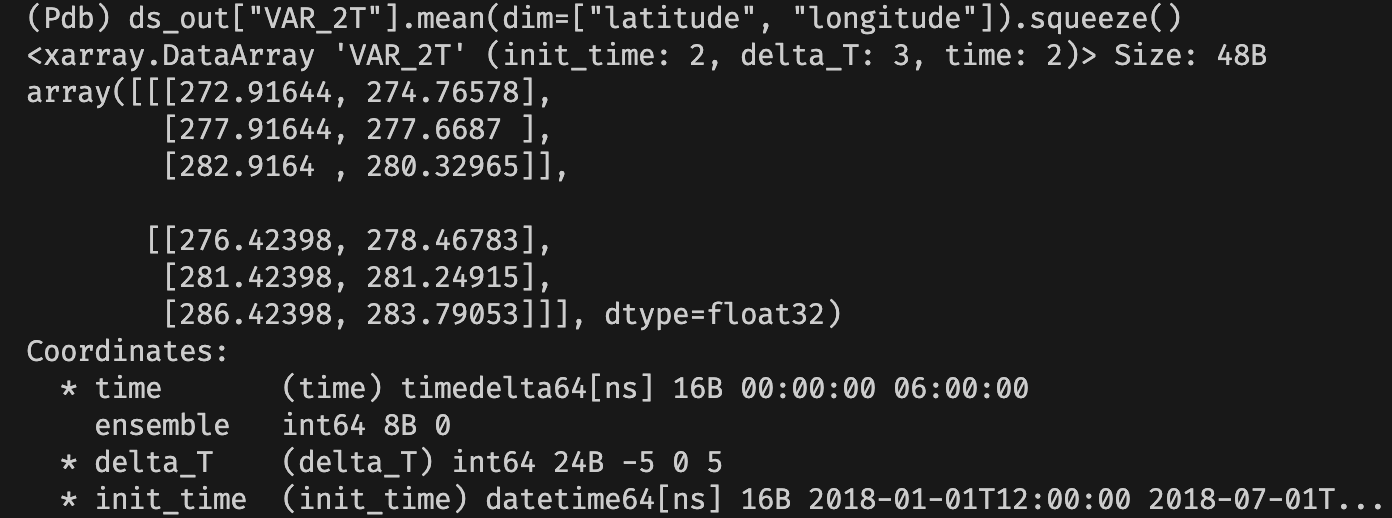 (Pdb) ds_out["VAR_2T"].mean(dim=["latitude", "longitude"]).squeeze()
<xarray.DataArray 'VAR_2T' (init_time: 2, delta_T: 3, time: 2)> Size: 48B
array([[[272.91644, 274.76578],
        [277.91644, 277.6687 ],
        [282.9164 , 280.32965]],

       [[276.42398, 278.46783],
        [281.42398, 281.24915],
        [286.42398, 283.79053]]], dtype=float32)
Coordinates:
  * time       (time) timedelta64[ns] 16B 00:00:00 06:00:00
    ensemble   int64 8B 0
  * delta_T    (delta_T) int64 24B -5 0 5
  * init_time  (init_time) datetime64[ns] 16B 2018-01-01T12:00:00 2018-07-01T...